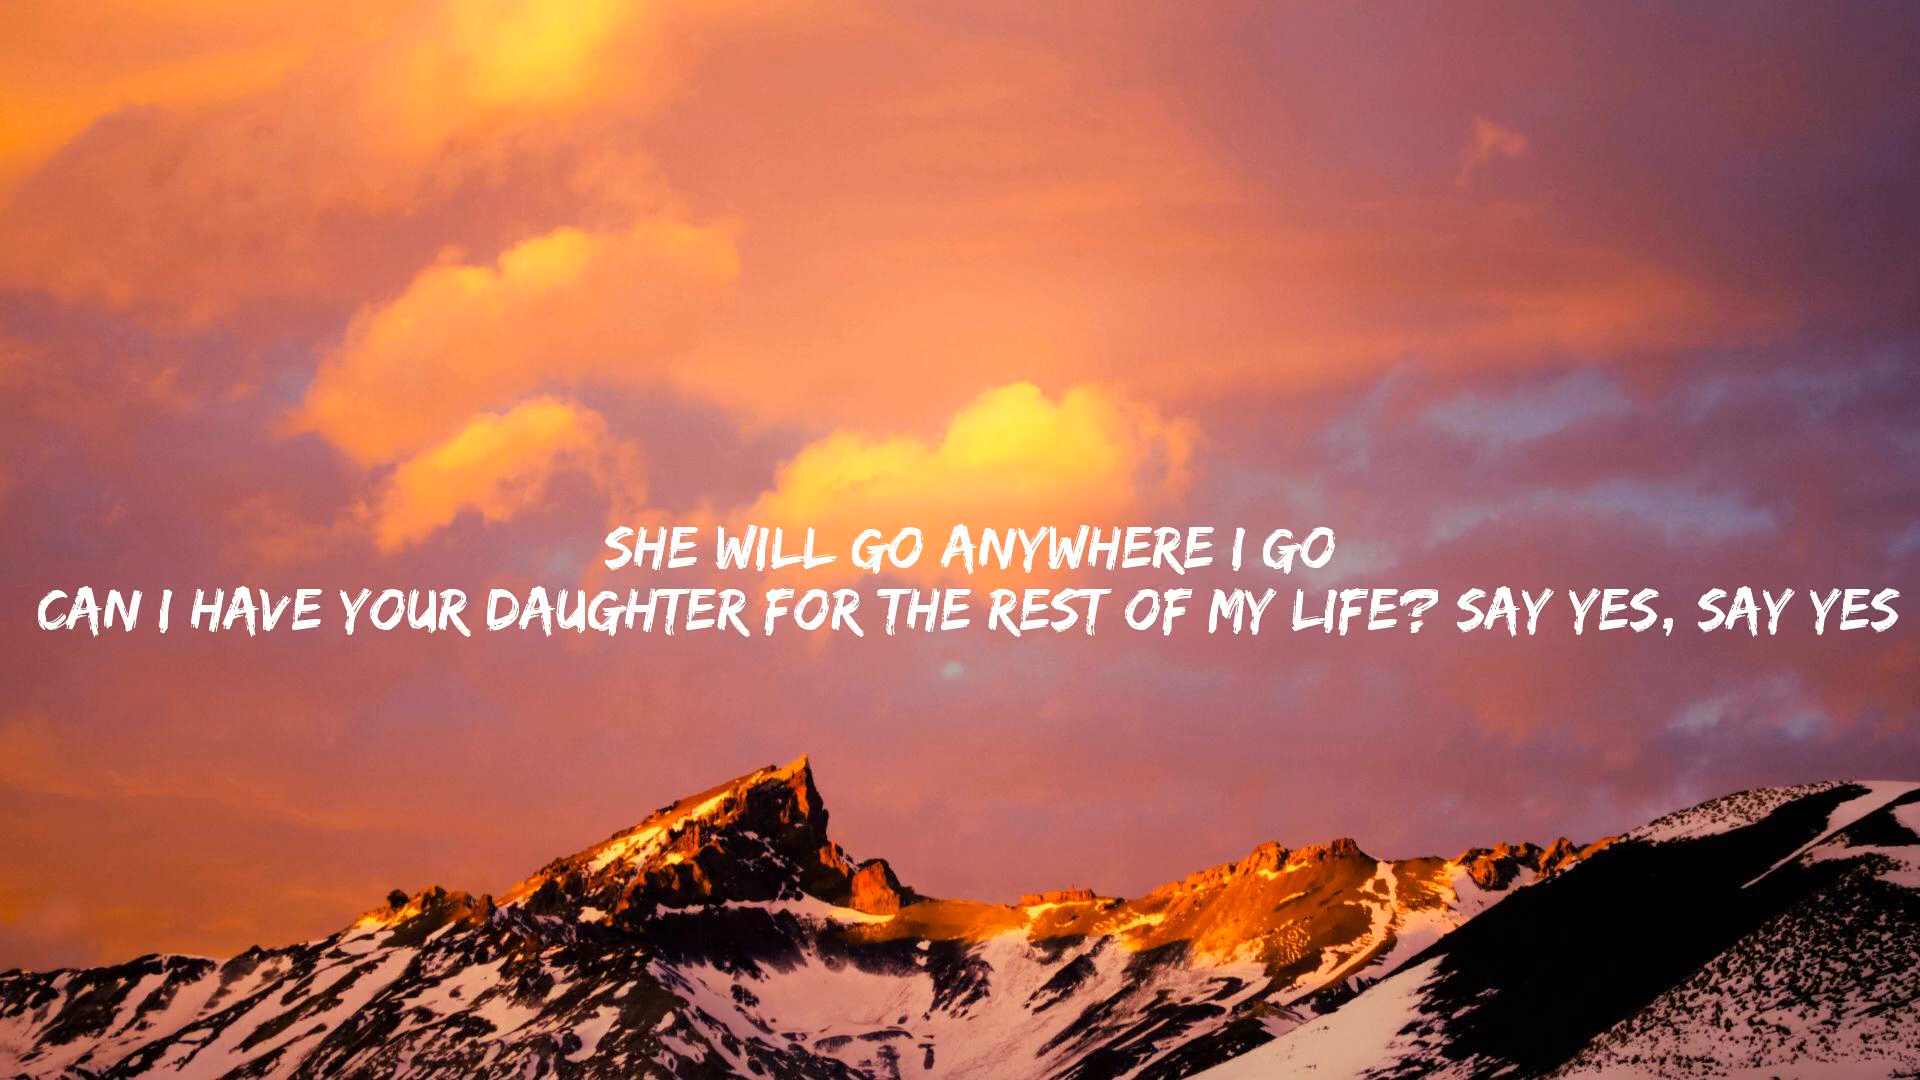 SHE WILL GO ANYWHERE I GO
CAN I HAVE YOUR DAUGHTER FOR THE REST OF MY LIFE? SAY YES, SAY YES